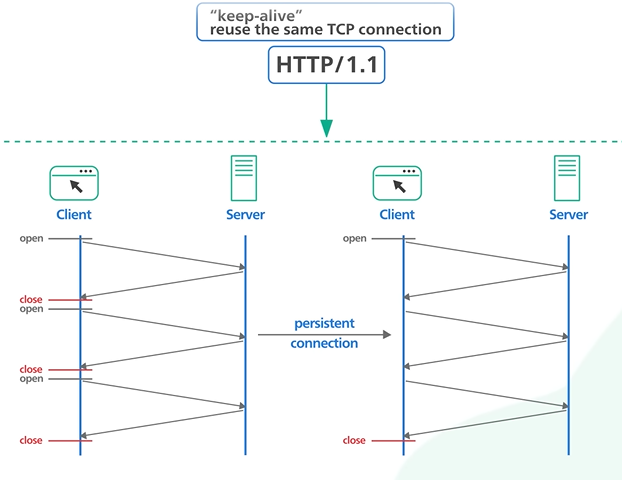 "keep-alive"
reuse the same TCP connection
HTTP/1.1
Client
Server
Client
Server
open
close
open
close
open
close
persistent
connection
open
close